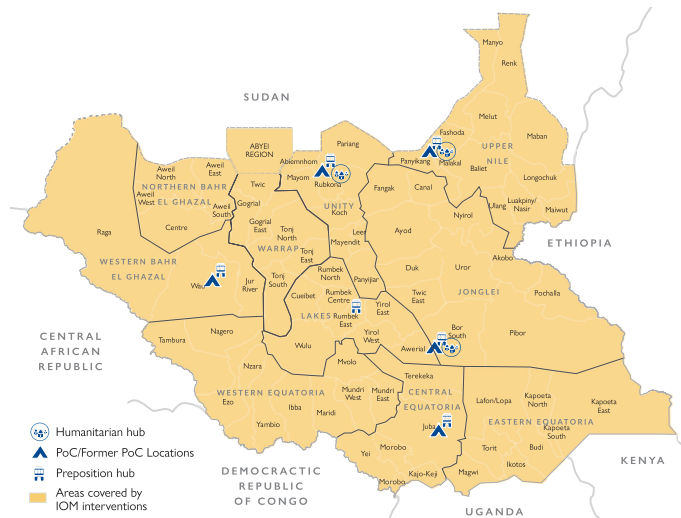 Manyo
Renk
SUDAN
Melut
Fashoda
Maban
ABYEI
REGION
Pariang
UPPER
NILE
Abiemnhom
Panyikang
Malakal
Baliet
Aweil
North
Aweil
East
Mayom
Rubkona
Longochuk
Twic
Fangak
Canal
NORTHERN BAHR
EL GHAZAL
Aweil
West
Aweil
South
Gogrial
UNITY
Koch
Ulang
Luakpiny/
Nasir
Maiwut
Nyirol
Centre
Gogrial
East
Tonj
North
Leer
Ayod
Raga
Mayendit
ETHIOPIA
WARRAP
Tonj
East
Akobo
WESTERN BAHR
EL GHAZAL
Duk
Uror
Rumbek
North
Panyijiar
Tonj
South
Wau
Jur
River
Cueibet
Rumbek
Centre
Twic
East
JONGLEI
Pochalla
Yirol
East
LAKES
Rumbek
East
CENTRAL
AFRICAN
REPUBLIC
Nagero
Tambura
Yirol
West
Bor
South
Pibor
Wulu
Awerial
Mvolo
Nzara
Terekeka
WESTERN EQUATORIA
Mundri
West
Mundri
East
CENTRAL
EQUATORIA
Ezo
Ibba
Maridi
Lafon/Lopa
Kapoeta
North
Kapoeta
East
Yambio
Juba
EASTERN EQUATORIA
Kapoeta
South
Humanitarian hub
PoC/Former PoC Locations
Preposition hub
Areas covered by
IOM interventions
Yei
Morobo
Torit
Budi
Ikotos
KENYA
DEMOCRACTIC
REPUBLIC
OF CONGO
Kajo-Keji
Magwi
Morobo
UGANDA